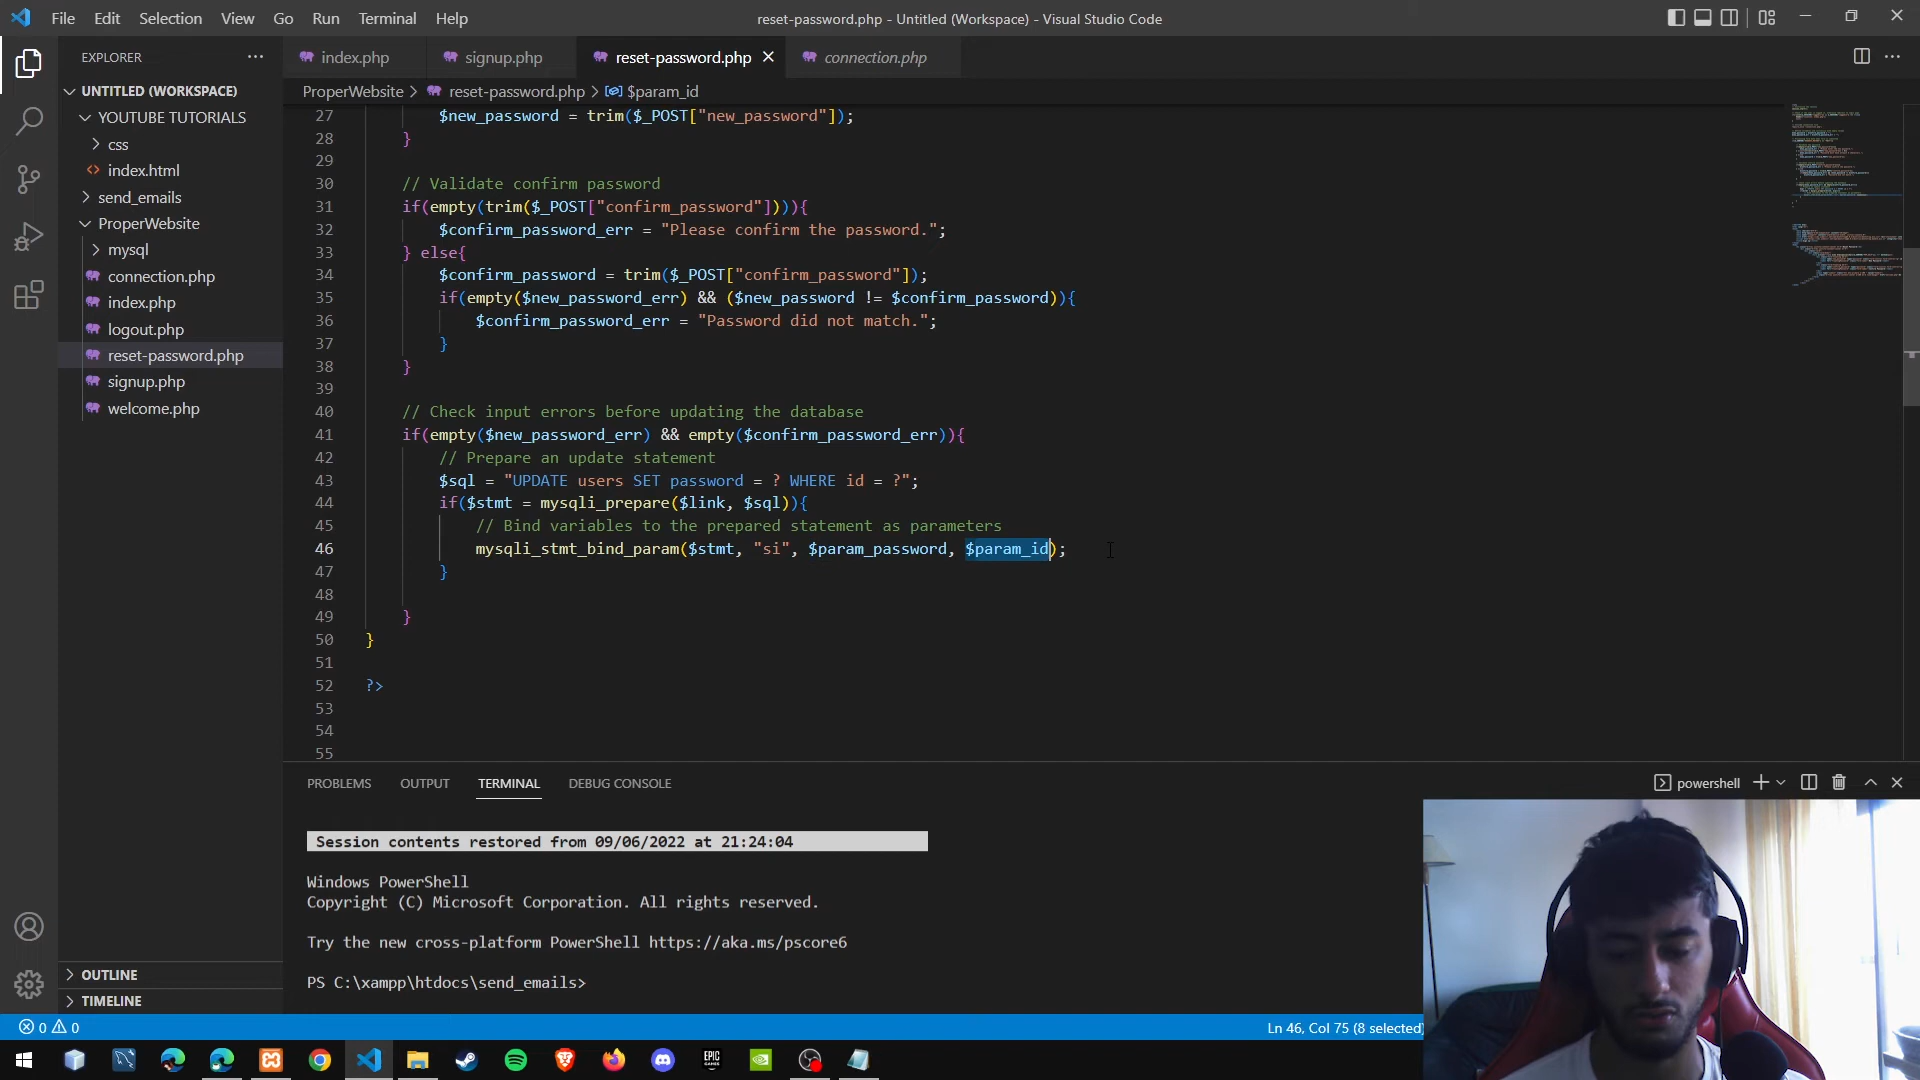 File Edit Selection View Go Run Terminal Help
reset-password.php - Untitled (Workspace) - Visual Studio Code
EXPLORER
index.php
signup.php
reset-password.php
connection.php
UNTITLED (WORKSPACE)
YOUTUBE TUTORIALS
css
index.html
send_emails
ProperWebsite
mysql
connection.php
index.php
logout.php
reset-password.php
signup.php
welcome.php
OUTLINE
TIMELINE
ProperWebsite > reset-password.php > $param_id
27 $new_password = trim($_POST["new_password"]);
28 }
29
30 // Validate confirm password
31 if(empty(trim($_POST["confirm_password"]))){
32 $confirm_password_err = "Please confirm the password.";
33 } else{
34 $confirm_password = trim($_POST["confirm_password"]);
35 if(empty($new_password_err) && ($new_password != $confirm_password)){
36 $confirm_password_err = "Password did not match.";
37 }
38 }
39
40 // Check input errors before updating the database
41 if(empty($new_password_err) && empty($confirm_password_err)){
42 // Prepare an update statement
43 $sql = "UPDATE users SET password = ? WHERE id = ?";
44 if($stmt = mysqli_prepare($link, $sql)){
45 // Bind variables to the prepared statement as parameters
46 mysqli_stmt_bind_param($stmt, "si", $param_password, $param_id);
47 }
48
49 }
50 }
51
52 ?>
53
54
55
PROBLEMS OUTPUT TERMINAL DEBUG CONSOLE
powershell
Session contents restored from 09/06/2022 at 21:24:04
Windows PowerShell
Copyright (C) Microsoft Corporation. All rights reserved.
Try the new cross-platform PowerShell https://aka.ms/pscore6
PS C:\xampp\htdocs\send_emails>
0 0
Ln 46, Col 75 (8 selected)
EPIC GAMES